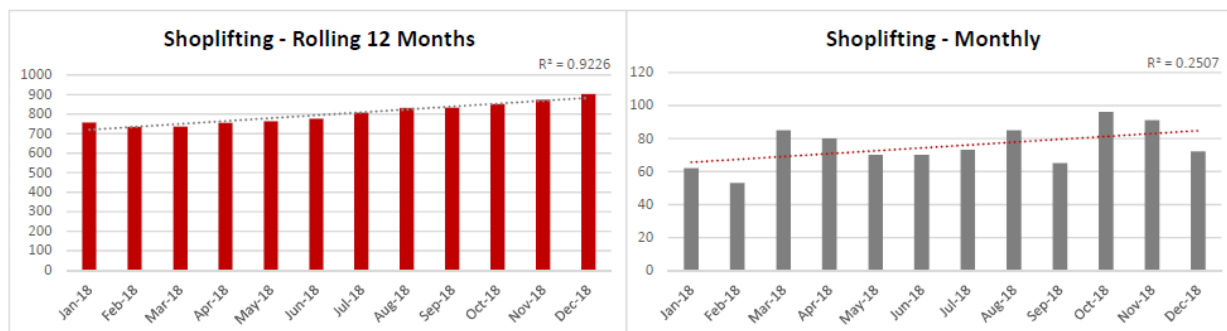 Shoplifting - Rolling 12 Months
R² = 0.9226
1000
900
800
700
600
500
400
300
200
100
0
Jan-18
Feb-18
Mar-18
Apr-18
May-18
Jun-18
Jul-18
Aug-18
Sep-18
Oct-18
Nov-18
Dec-18
Shoplifting - Monthly
R² = 0.2507
120
100
80
60
40
20
0
Jan-18
Feb-18
Mar-18
Apr-18
May-18
Jun-18
Jul-18
Aug-18
Sep-18
Oct-18
Nov-18
Dec-18